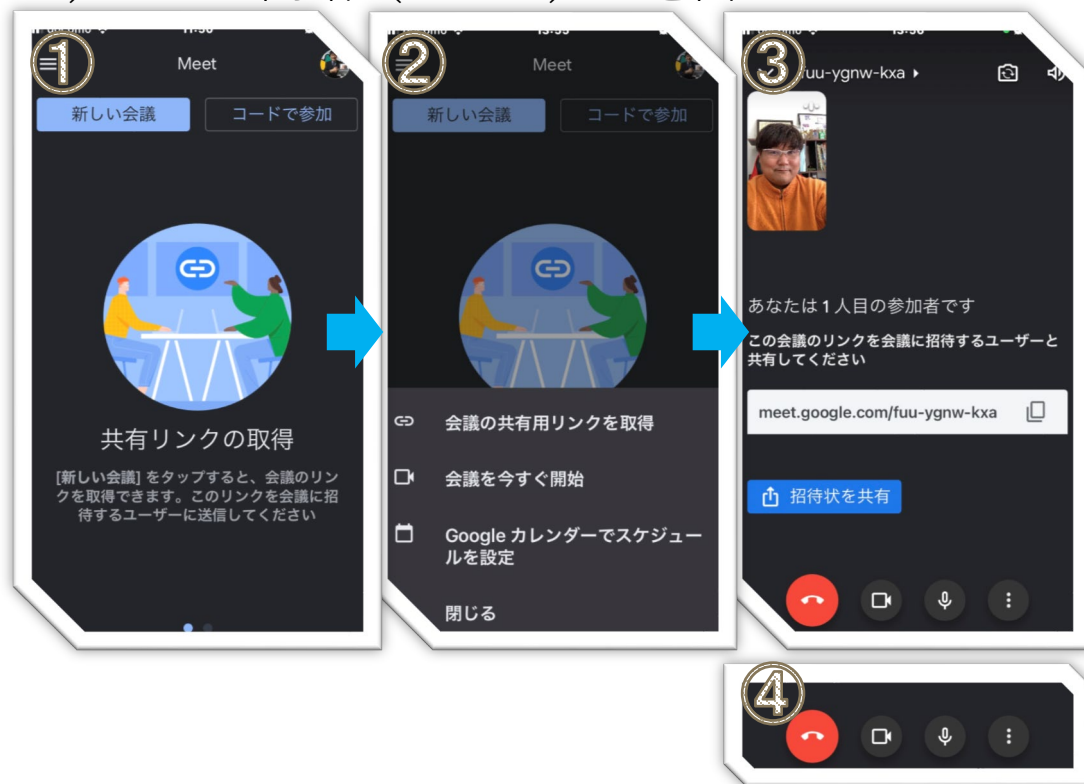 ①
Meet
新しい会議
コードで参加
共有リンクの取得
[新しい会議] をタップすると、会議のリン
クを取得できます。このリンクを会議に招
待するユーザーに送信してください
②
Meet
新しい会議
コードで参加
会議の共有用リンクを取得
会議を今すぐ開始
Google カレンダーでスケジュー
ルを設定
閉じる
③
fuu-ygnw-kxa
あなたは 1 人目の参加者です
この会議のリンクを会議に招待するユーザーと
共有してください
meet.google.com/fuu-ygnw-kxa
招待状を共有
④